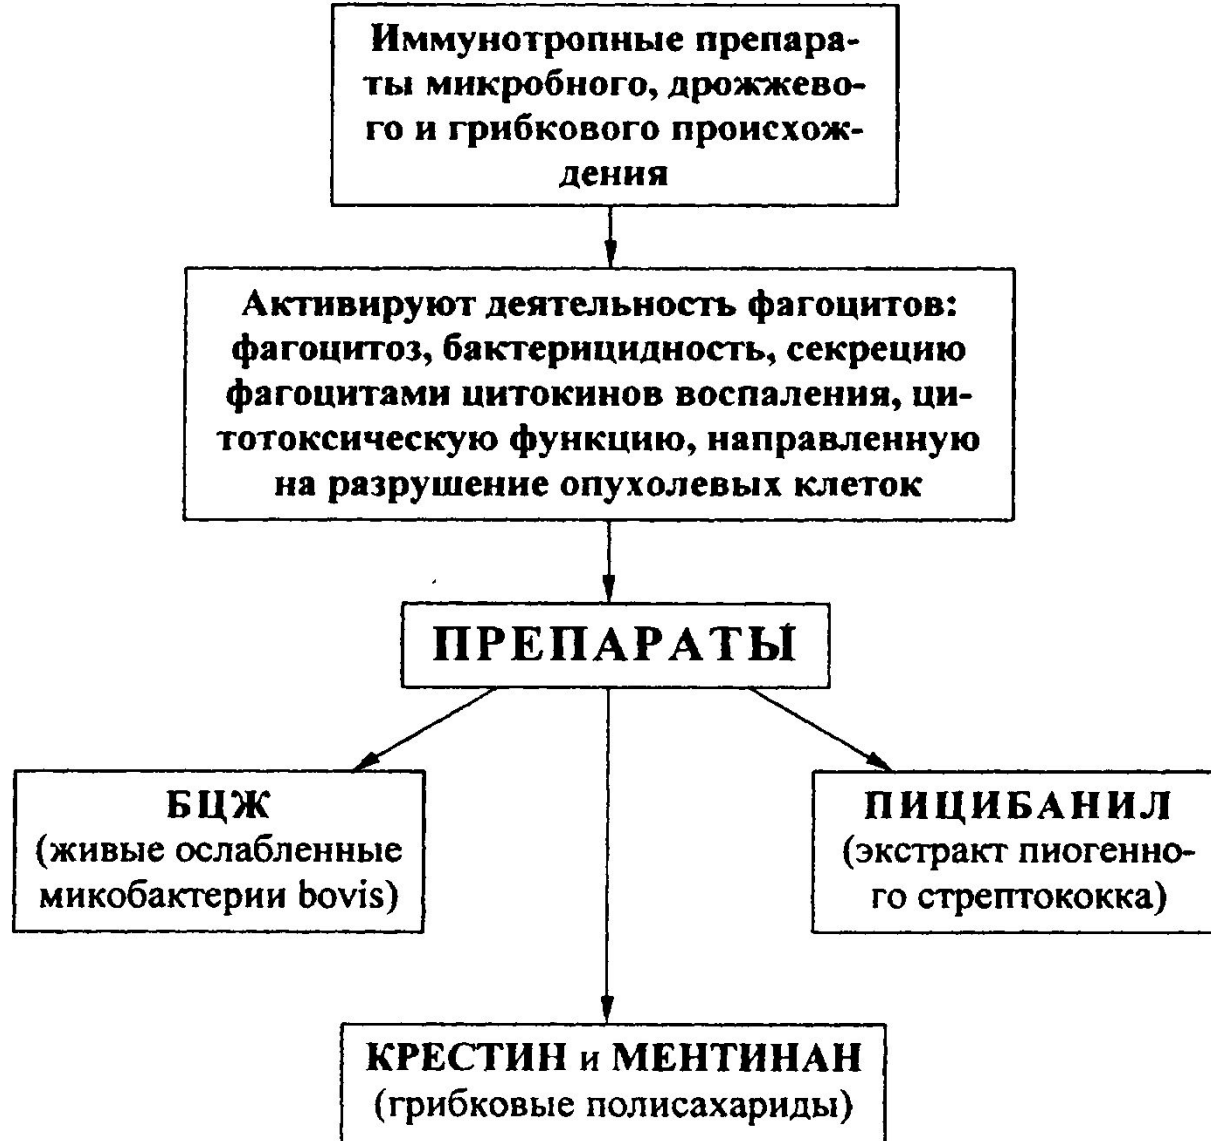 Иммунотропные препара-
ты микробного, дрожжево-
го и грибкового происхож-
дения
Активируют деятельность фагоцитов:
фагоцитоз, бактерицидность, секрецию
фагоцитами цитокинов воспаления, ци-
тотоксическую функцию, направленную
на разрушение опухолевых клеток
ПРЕПАРАТЫ
БЦЖ
(живые ослабленные
микобактерии bovis)
ПИЦИБАНИЛ
(экстракт пиогенно-
го стрептококка)
КРЕСТИН и МЕНТИНАН
(грибковые полисахариды)